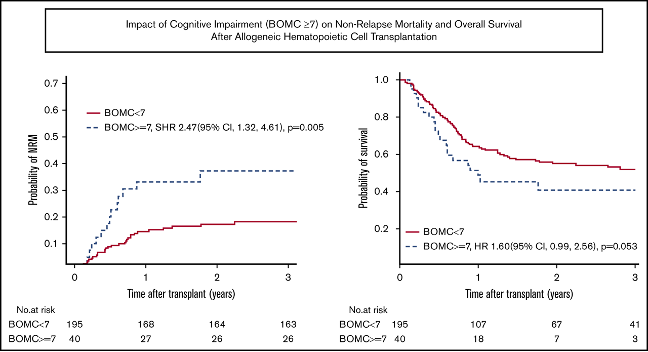 Impact of Cognitive Impairment (BOMC ≥7) on Non-Relapse Mortality and Overall Survival
After Allogeneic Hematopoietic Cell Transplantation
Probability of NRM
0.7
0.6
0.5
0.4
0.3
0.2
0.1
BOMC<7
BOMC>=7, SHR 2.47(95% CI, 1.32, 4.61), p=0.005
0 1 2 3
Time after transplant (years)
No.at risk
BOMC<7 195 168 164 163
BOMC>=7 40 27 26 26
Probability of survival
1.0
0.8
0.6
0.4
0.2
BOMC<7
BOMC>=7, HR 1.60(95% CI, 0.99, 2.56), p=0.053
0 1 2 3
Time after transplant (years)
No.at risk
BOMC<7 195 107 67 41
BOMC>=7 40 18 7 3